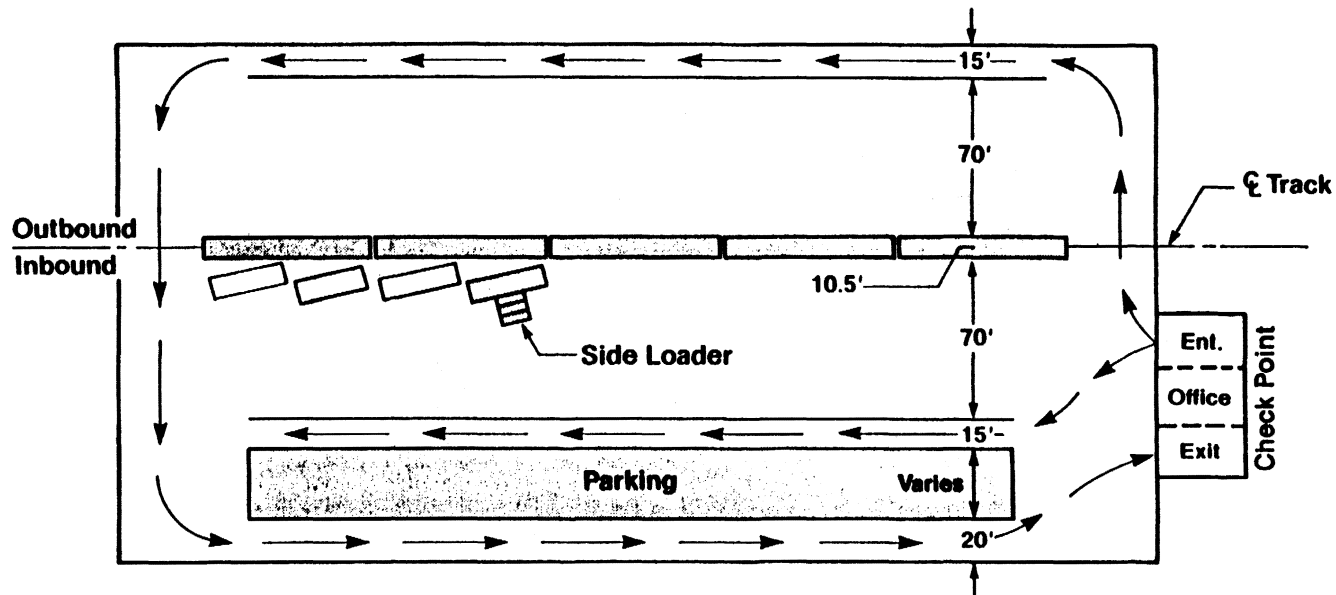 15'
70'
℄ Track
Outbound
Inbound
10.5'
70'
Side Loader
Ent.
Office
Exit
Check Point
15'
Parking
Varies
20'